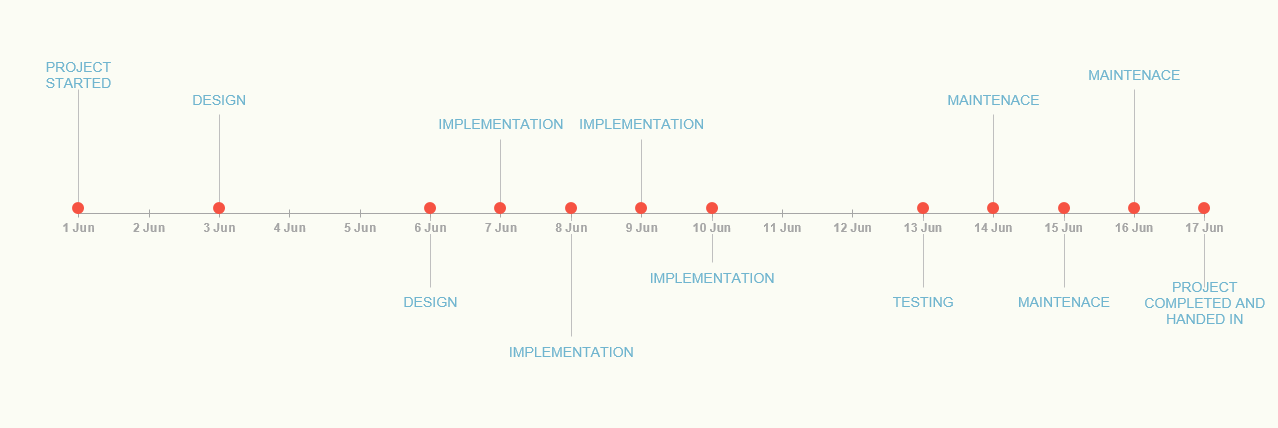 PROJECT
STARTED
DESIGN
IMPLEMENTATION
IMPLEMENTATION
MAINTENACE
MAINTENACE
1 Jun
2 Jun
3 Jun
4 Jun
5 Jun
6 Jun
7 Jun
8 Jun
9 Jun
10 Jun
11 Jun
12 Jun
13 Jun
14 Jun
15 Jun
16 Jun
17 Jun
DESIGN
IMPLEMENTATION
IMPLEMENTATION
TESTING
MAINTENACE
PROJECT
COMPLETED AND
HANDED IN